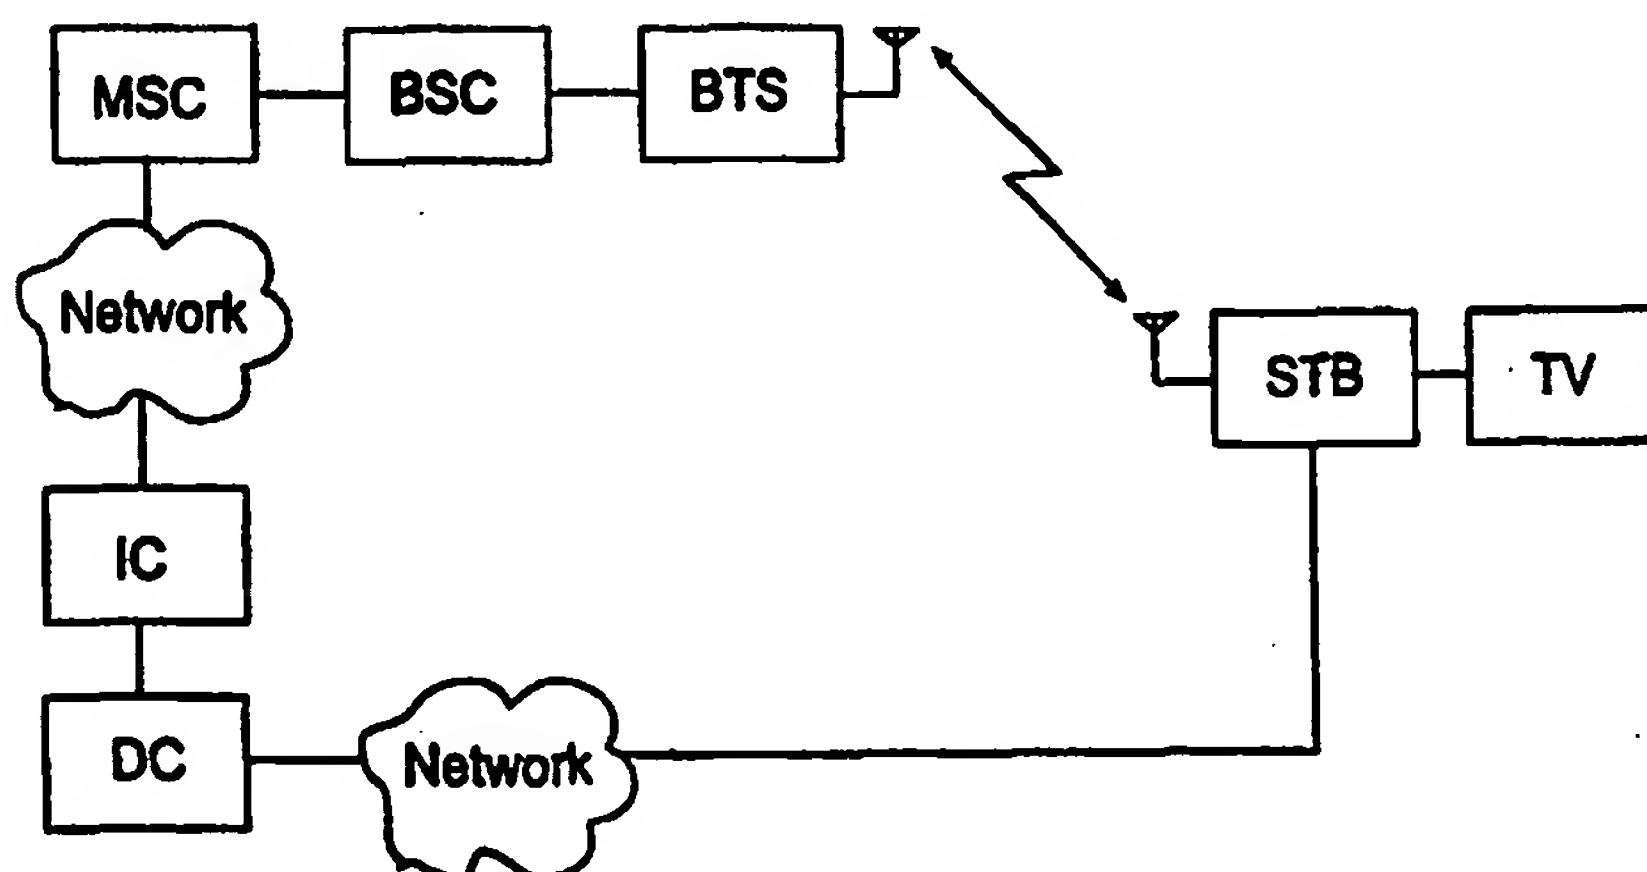 MSC
BSC
BTS
Network
STB
TV
IC
DC
Network